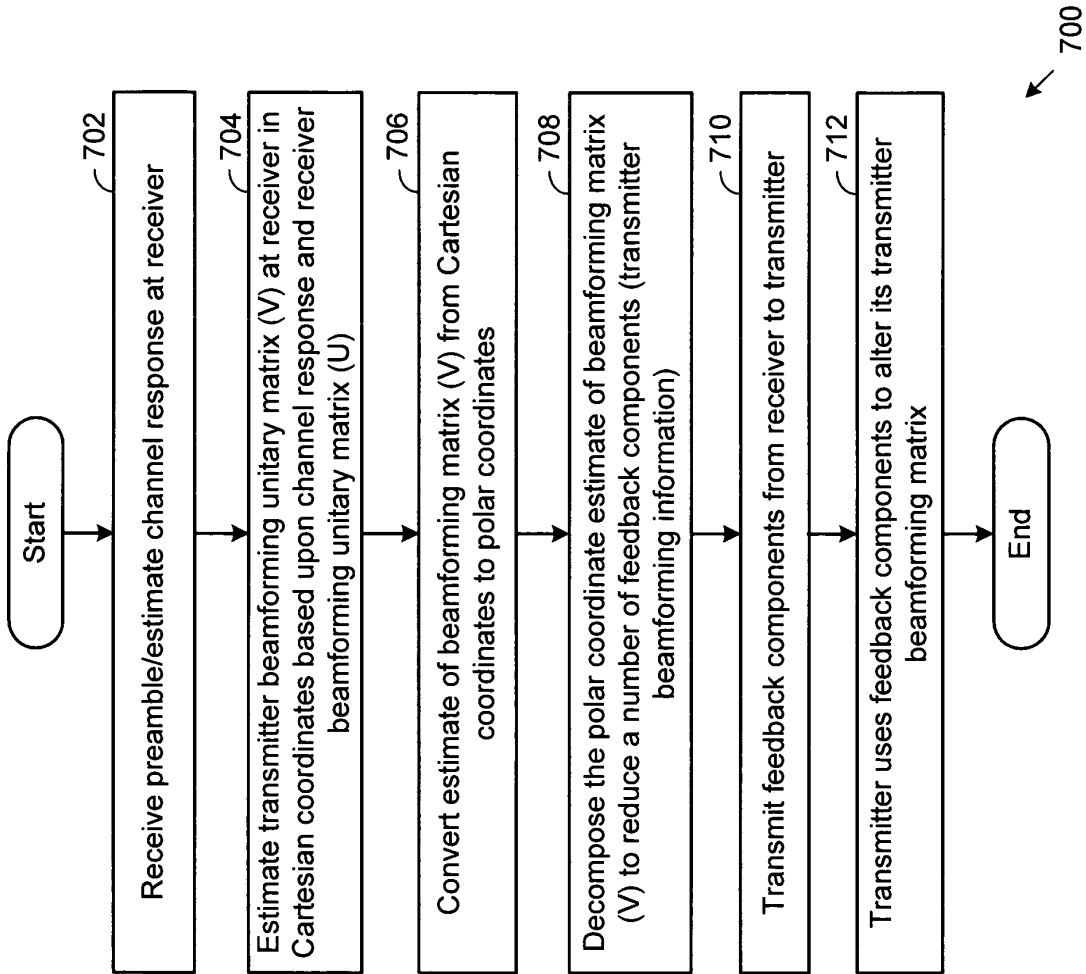 Start
702
Receive preamble/estimate channel response at receiver
704
Estimate transmitter beamforming unitary matrix (V) at receiver in
Cartesian coordinates based upon channel response and receiver
beamforming unitary matrix (U)
706
Convert estimate of beamforming matrix (V) from Cartesian
coordinates to polar coordinates
708
Decompose the polar coordinate estimate of beamforming matrix
(V) to reduce a number of feedback components (transmitter
beamforming information)
710
Transmit feedback components from receiver to transmitter
712
Transmitter uses feedback components to alter its transmitter
beamforming matrix
End
700